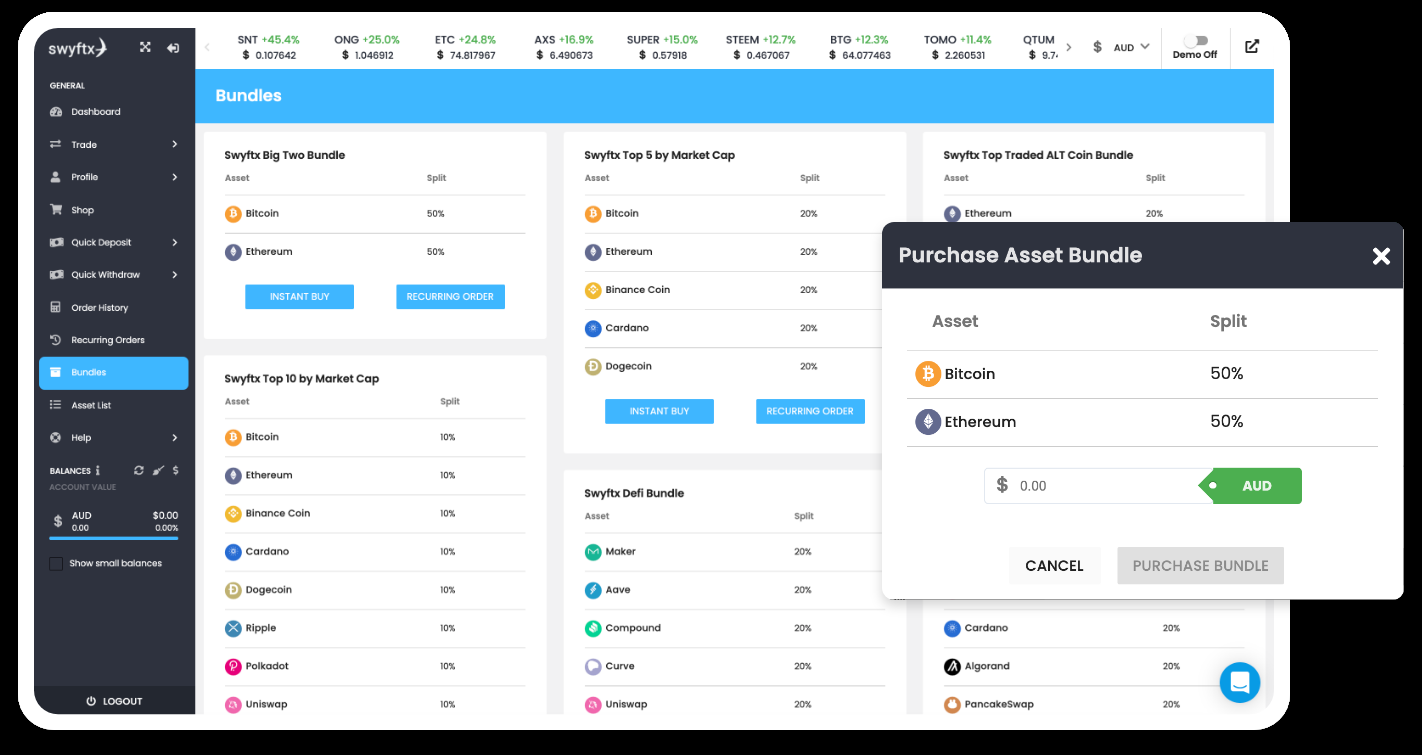 swyftx
SNT +45.4%
$ 0.107642
ONG +25.0%
$ 1.046912
ETC +24.8%
$ 74.817967
AXS +16.9%
$ 6.490673
SUPER +15.0%
$ 0.57918
STEEM +12.7%
$ 0.467067
BTG +12.3%
$ 64.077463
TOMO +11.4%
$ 2.260531
QTUM
$ 9.74
$ AUD
Demo Off
GENERAL
Dashboard
Trade
Profile
Shop
Quick Deposit
Quick Withdraw
Order History
Recurring Orders
Bundles
Asset List
Help
BALANCES
ACCOUNT VALUE
$ AUD $0.00
0.00 0.00%
Show small balances
LOGOUT
Bundles
Swyftx Big Two Bundle
Asset Split
Bitcoin 50%
Ethereum 50%
INSTANT BUY RECURRING ORDER
Swyftx Top 10 by Market Cap
Asset Split
Bitcoin 10%
Ethereum 10%
Binance Coin 10%
Cardano 10%
Dogecoin 10%
Ripple 10%
Polkadot 10%
Uniswap 10%
Swyftx Top 5 by Market Cap
Asset Split
Bitcoin 20%
Ethereum 20%
Binance Coin 20%
Cardano 20%
Dogecoin 20%
INSTANT BUY RECURRING ORDER
Swyftx Defi Bundle
Asset Split
Maker 20%
Aave 20%
Compound 20%
Curve 20%
Uniswap 20%
Swyftx Top Traded ALT Coin Bundle
Asset Split
Ethereum 20%
Cardano 20%
Algorand 20%
PancakeSwap 20%
Purchase Asset Bundle
Asset Split
Bitcoin 50%
Ethereum 50%
$ 0.00 AUD
CANCEL PURCHASE BUNDLE